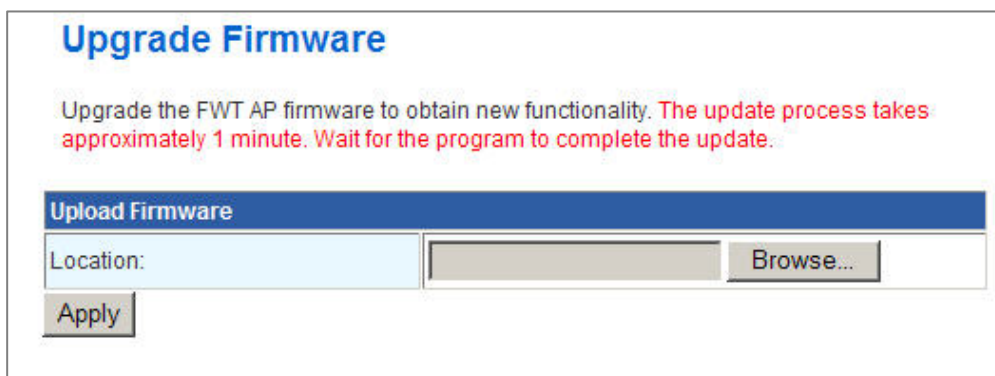 Upgrade Firmware
Upgrade the FWT AP firmware to obtain new functionality. The update process takes
approximately 1 minute. Wait for the program to complete the update.
Upload Firmware
Location:
Browse...
Apply